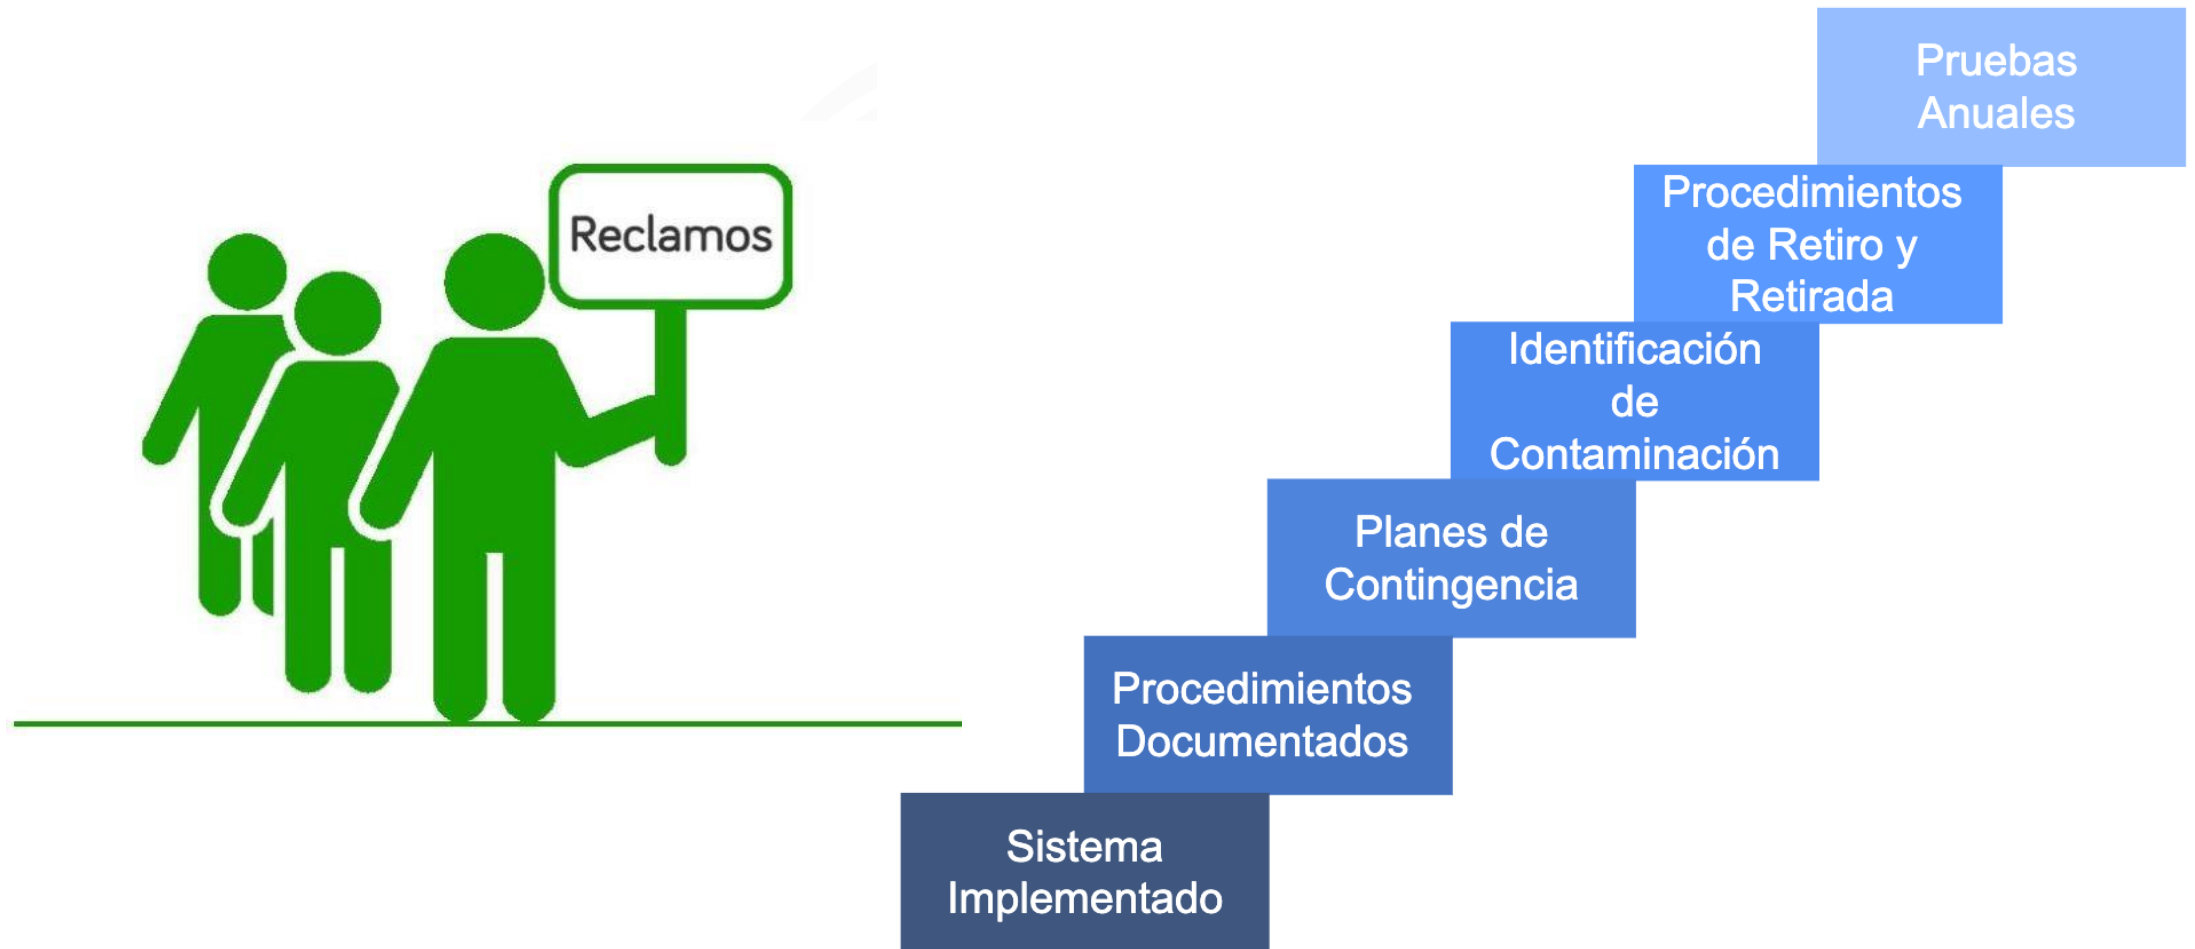 Pruebas
Anuales
Procedimientos
de Retiro y
Retirada
Reclamos
Identificación
de
Contaminación
Planes de
Contingencia
Procedimientos
Documentados
Sistema
Implementado